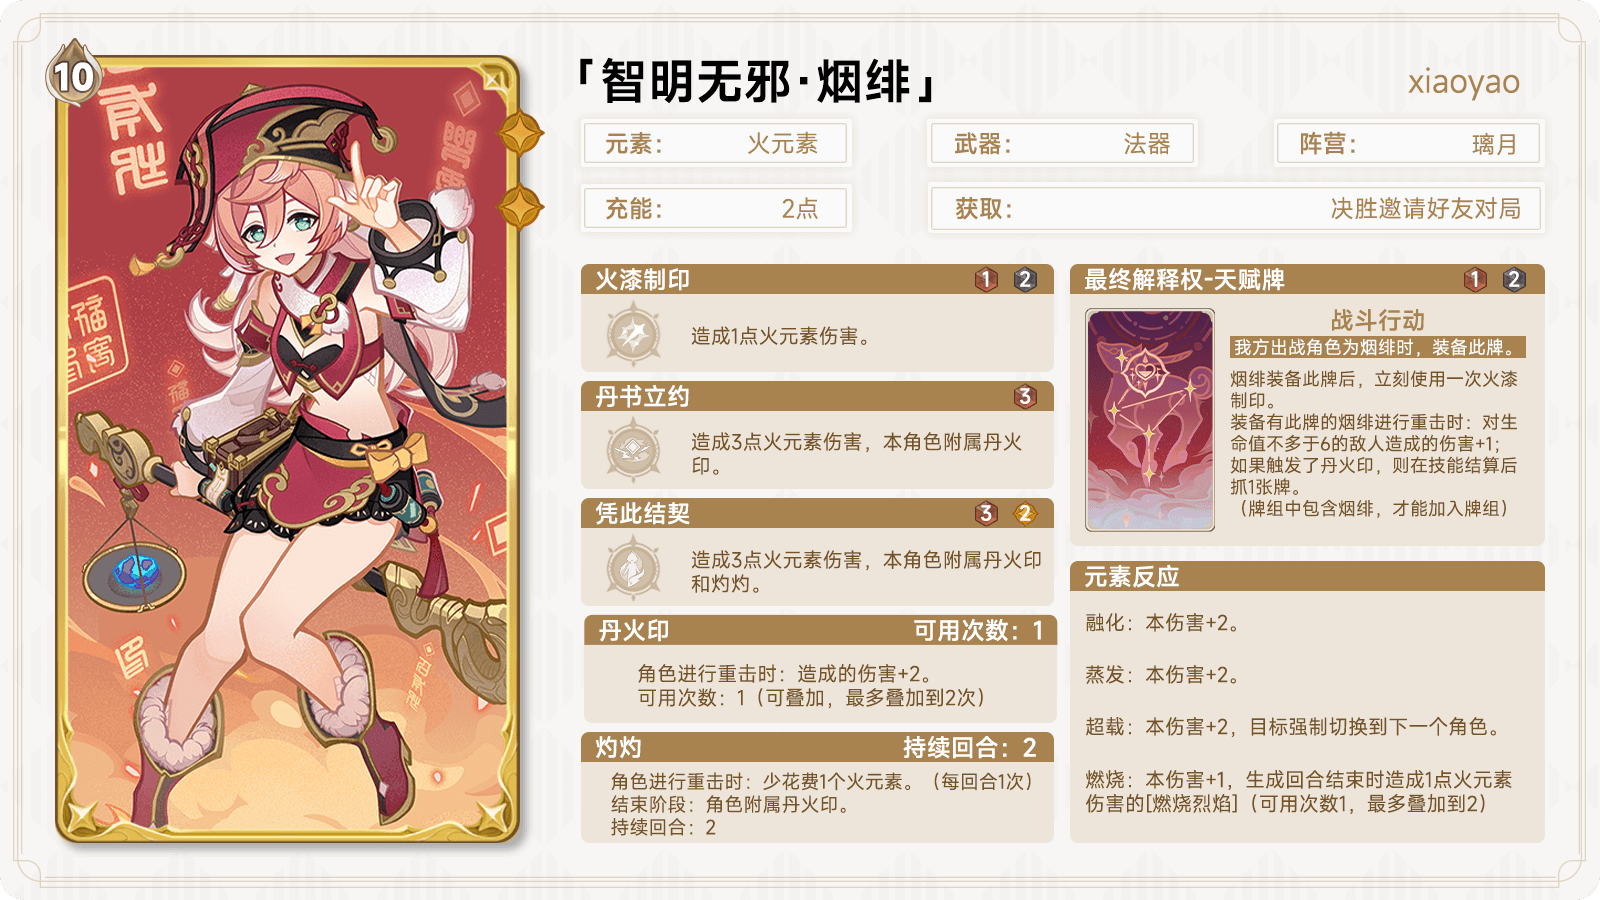 10
「智明无邪·烟绯」
xiaoyao
元素： 火元素
武器： 法器
阵营： 璃月
充能： 2点
获取： 决胜邀请好友对局
火漆制印 1 2
造成1点火元素伤害。
丹书立约 3
造成3点火元素伤害，本角色附属丹火
印。
凭此结契 3 2
造成3点火元素伤害，本角色附属丹火印
和灼灼。
丹火印 可用次数：1
角色进行重击时：造成的伤害+2。
可用次数：1（可叠加，最多叠加到2次）
灼灼 持续回合：2
角色进行重击时：少花费1个火元素。（每回合1次）
结束阶段：角色附属丹火印。
持续回合：2
最终解释权-天赋牌 1 2
战斗行动
我方出战角色为烟绯时，装备此牌。
烟绯装备此牌后，立刻使用一次火漆
制印。
装备有此牌的烟绯进行重击时：对生
命值不多于6的敌人造成的伤害+1；
如果触发了丹火印，则在技能结算后
抓1张牌。
（牌组中包含烟绯，才能加入牌组）
元素反应
融化：本伤害+2。
蒸发：本伤害+2。
超载：本伤害+2，目标强制切换到下一个角色。
燃烧：本伤害+1，生成回合结束时造成1点火元素
伤害的[燃烧烈焰]（可用次数1，最多叠加到2）